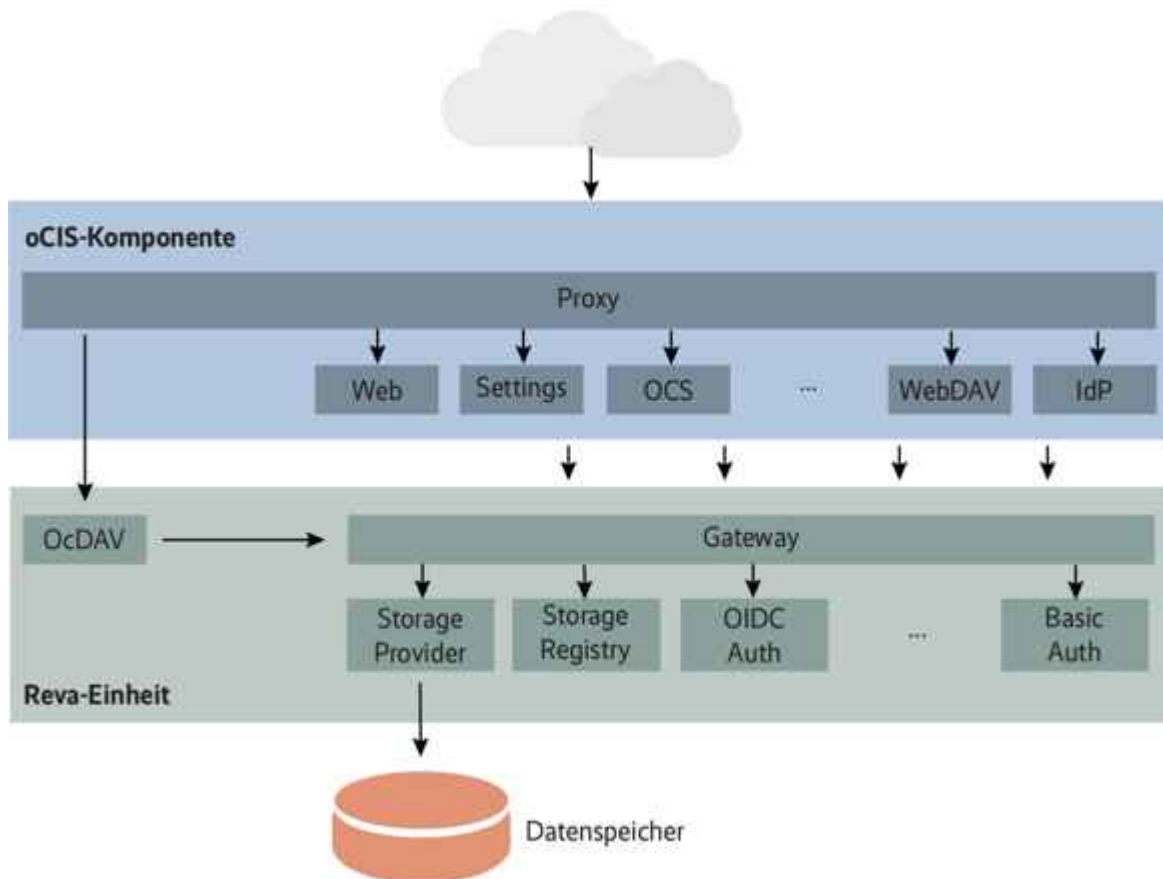 oCIS-Komponente
Proxy
Web
Settings
OCS
...
WebDAV
IdP
OcDAV
Gateway
Storage
Provider
Storage
Registry
OIDC
Auth
...
Basic
Auth
Reva-Einheit
Datenspeicher